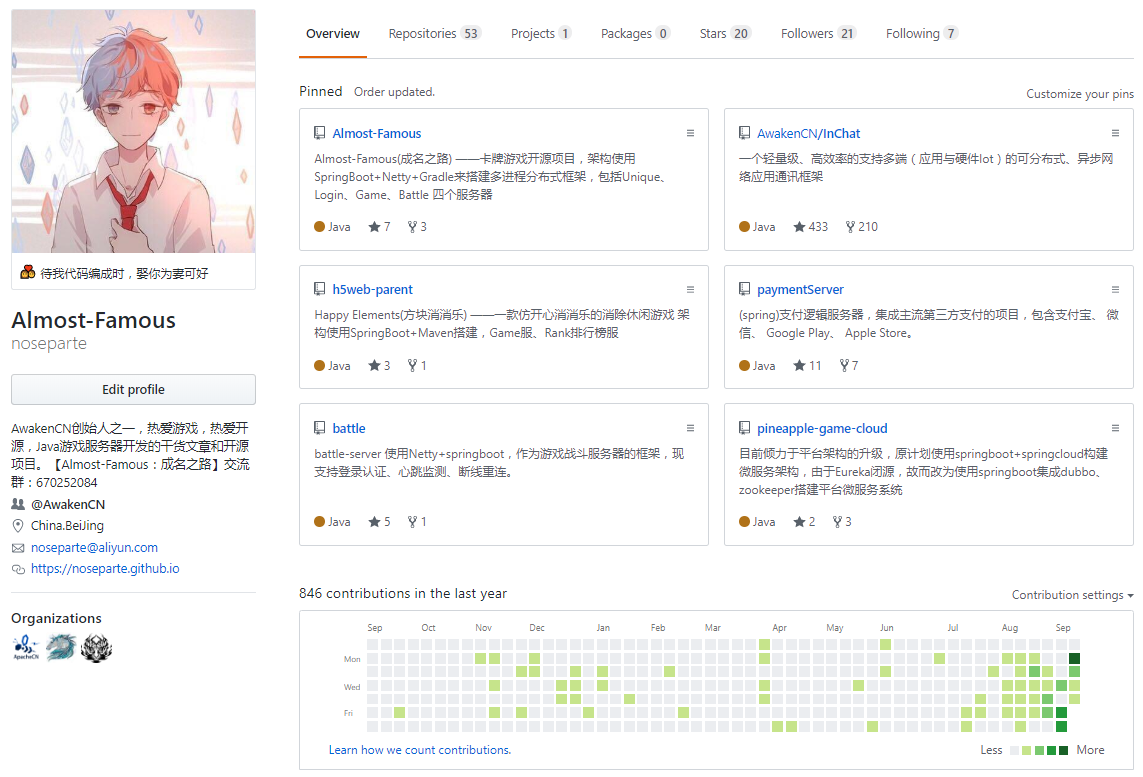 Overview Repositories 53 Projects 1 Packages 0 Stars 20 Followers 21 Following 7
待我代码编成时，娶你为妻可好
Almost-Famous
noseparte
Edit profile
AwakenCN创始人之一，热爱游戏，热爱开
源，Java游戏服务器开发的干货文章和开源
项目。【Almost-Famous：成名之路】交流
群：670252084
@AwakenCN
China.BeiJing
noseparte@aliyun.com
https://noseparte.github.io
Organizations
ApacheCN
Pinned Order updated.
Customize your pins
Almost-Famous
Almost-Famous(成名之路) ——卡牌游戏开源项目，架构使用
SpringBoot+Netty+Gradle来搭建多进程分布式框架，包括Unique、
Login、Game、Battle 四个服务器
Java 7 3
AwakenCN/InChat
一个轻量级、高效率的支持多端（应用与硬件Iot）的可分布式、异步网
络应用通讯框架
Java 433 210
h5web-parent
Happy Elements(方块消消乐) ——一款仿开心消消乐的消除休闲游戏 架
构使用SpringBoot+Maven搭建，Game服、Rank排行榜服
Java 3 1
paymentServer
(spring)支付逻辑服务器，集成主流第三方支付的项目，包含支付宝、 微
信、 Google Play、 Apple Store。
Java 11 7
battle
battle-server 使用Netty+springboot，作为游戏战斗服务器的框架，现
支持登录认证、心跳监测、断线重连。
Java 5 1
pineapple-game-cloud
目前倾力于平台架构的升级，原计划使用springboot+springcloud构建
微服务架构，由于Eureka闭源，故而改为使用springboot集成dubbo、
zookeeper搭建平台微服务系统
Java 2 3
846 contributions in the last year
Contribution settings
Sep Oct Nov Dec Jan Feb Mar Apr May Jun Jul Aug Sep
Mon
Wed
Fri
Learn how we count contributions.
Less More